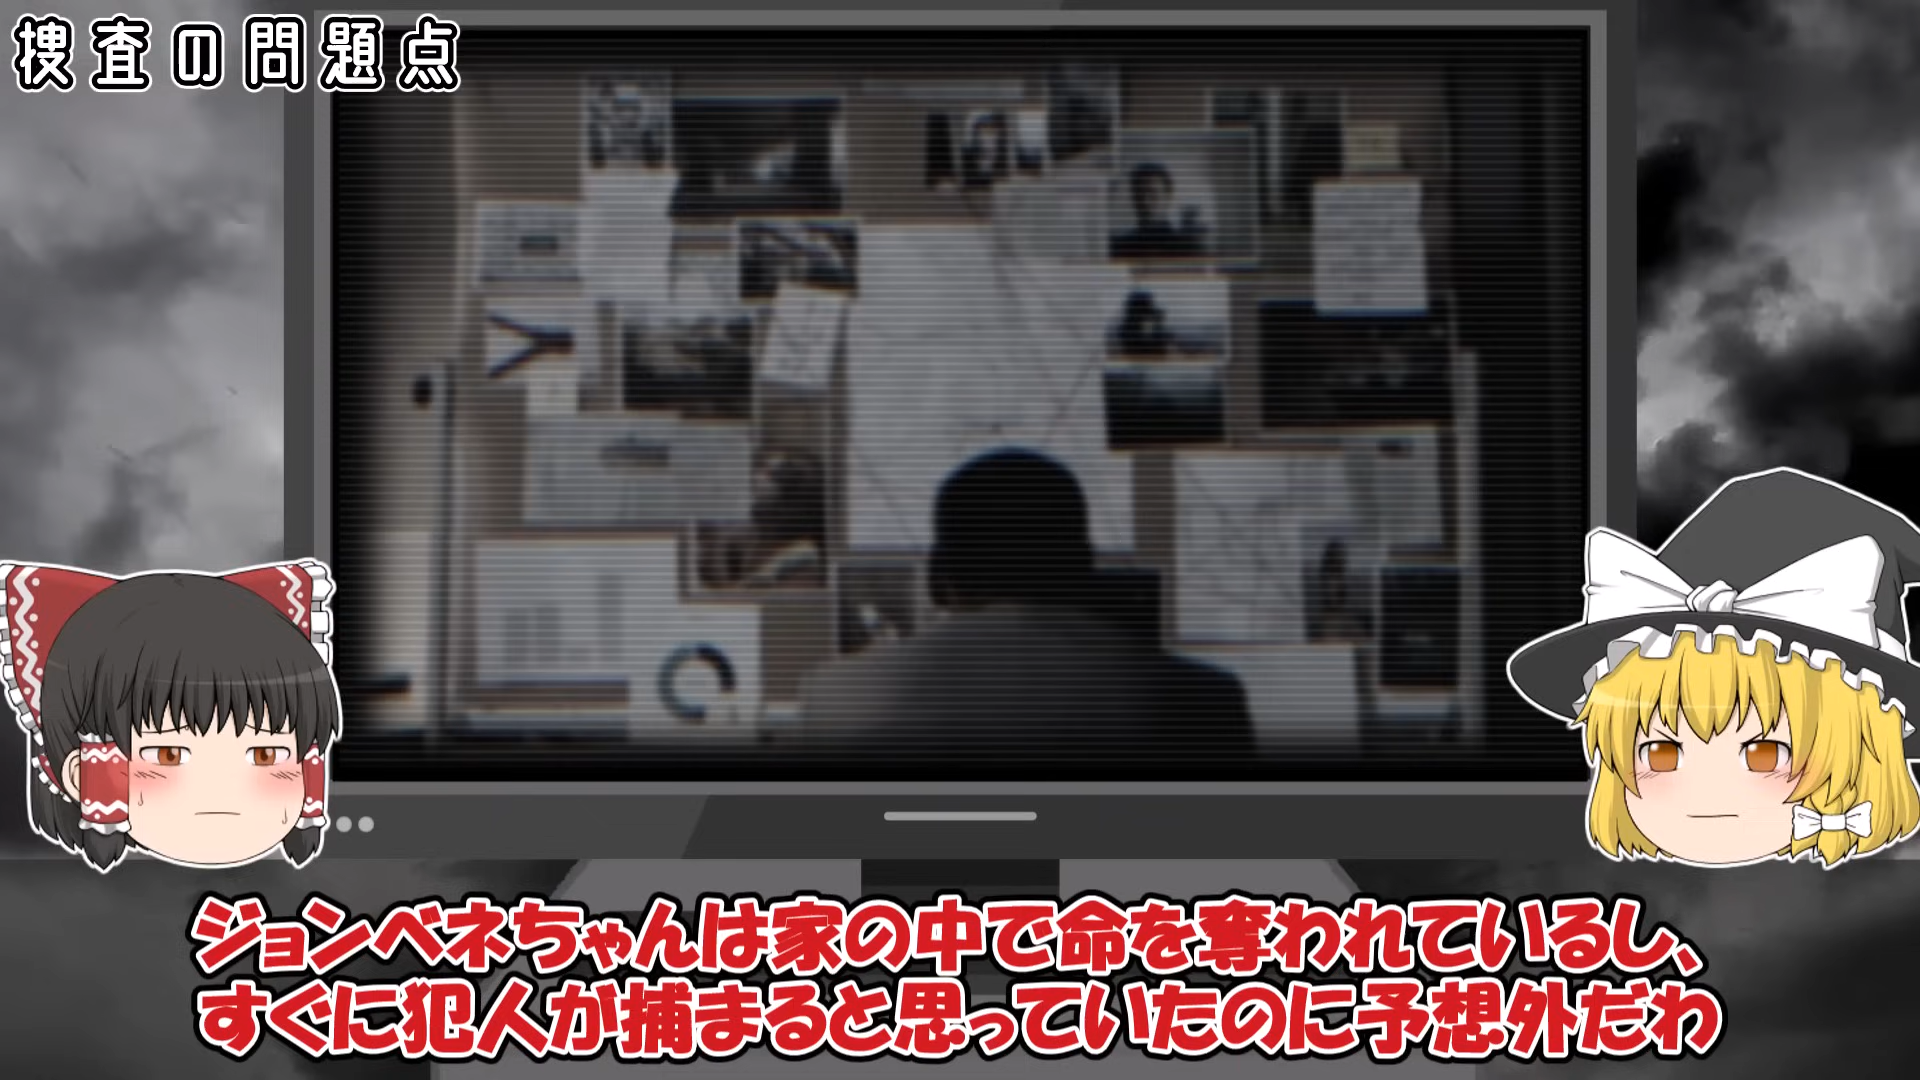 捜査の問題点
ジョンベネちゃんは家の中で命を奪われているし、
すぐに犯人が捕まると思っていたのに予想外だわ